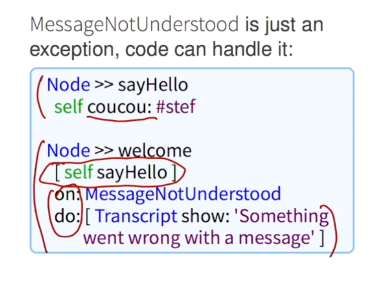 MessageNotUnderstood is just an
exception, code can handle it:
Node >> sayHello
self coucou: #stef
Node >> welcome
[ self sayHello ]
on: MessageNotUnderstood
do: [ Transcript show: 'Something
went wrong with a message' ]